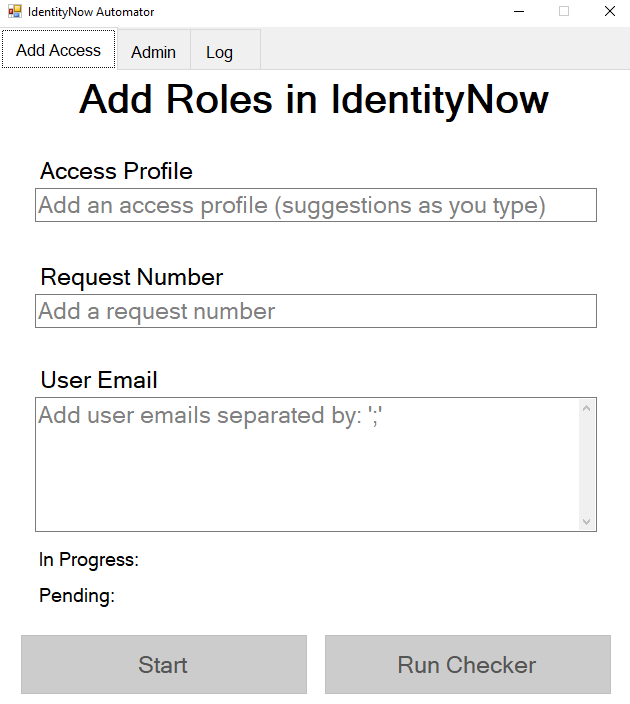 IdentityNow Automator
Add Access
Admin
Log
Add Roles in IdentityNow
Access Profile
Add an access profile (suggestions as you type)
Request Number
Add a request number
User Email
Add user emails separated by: ';'
In Progress:
Pending:
Start
Run Checker